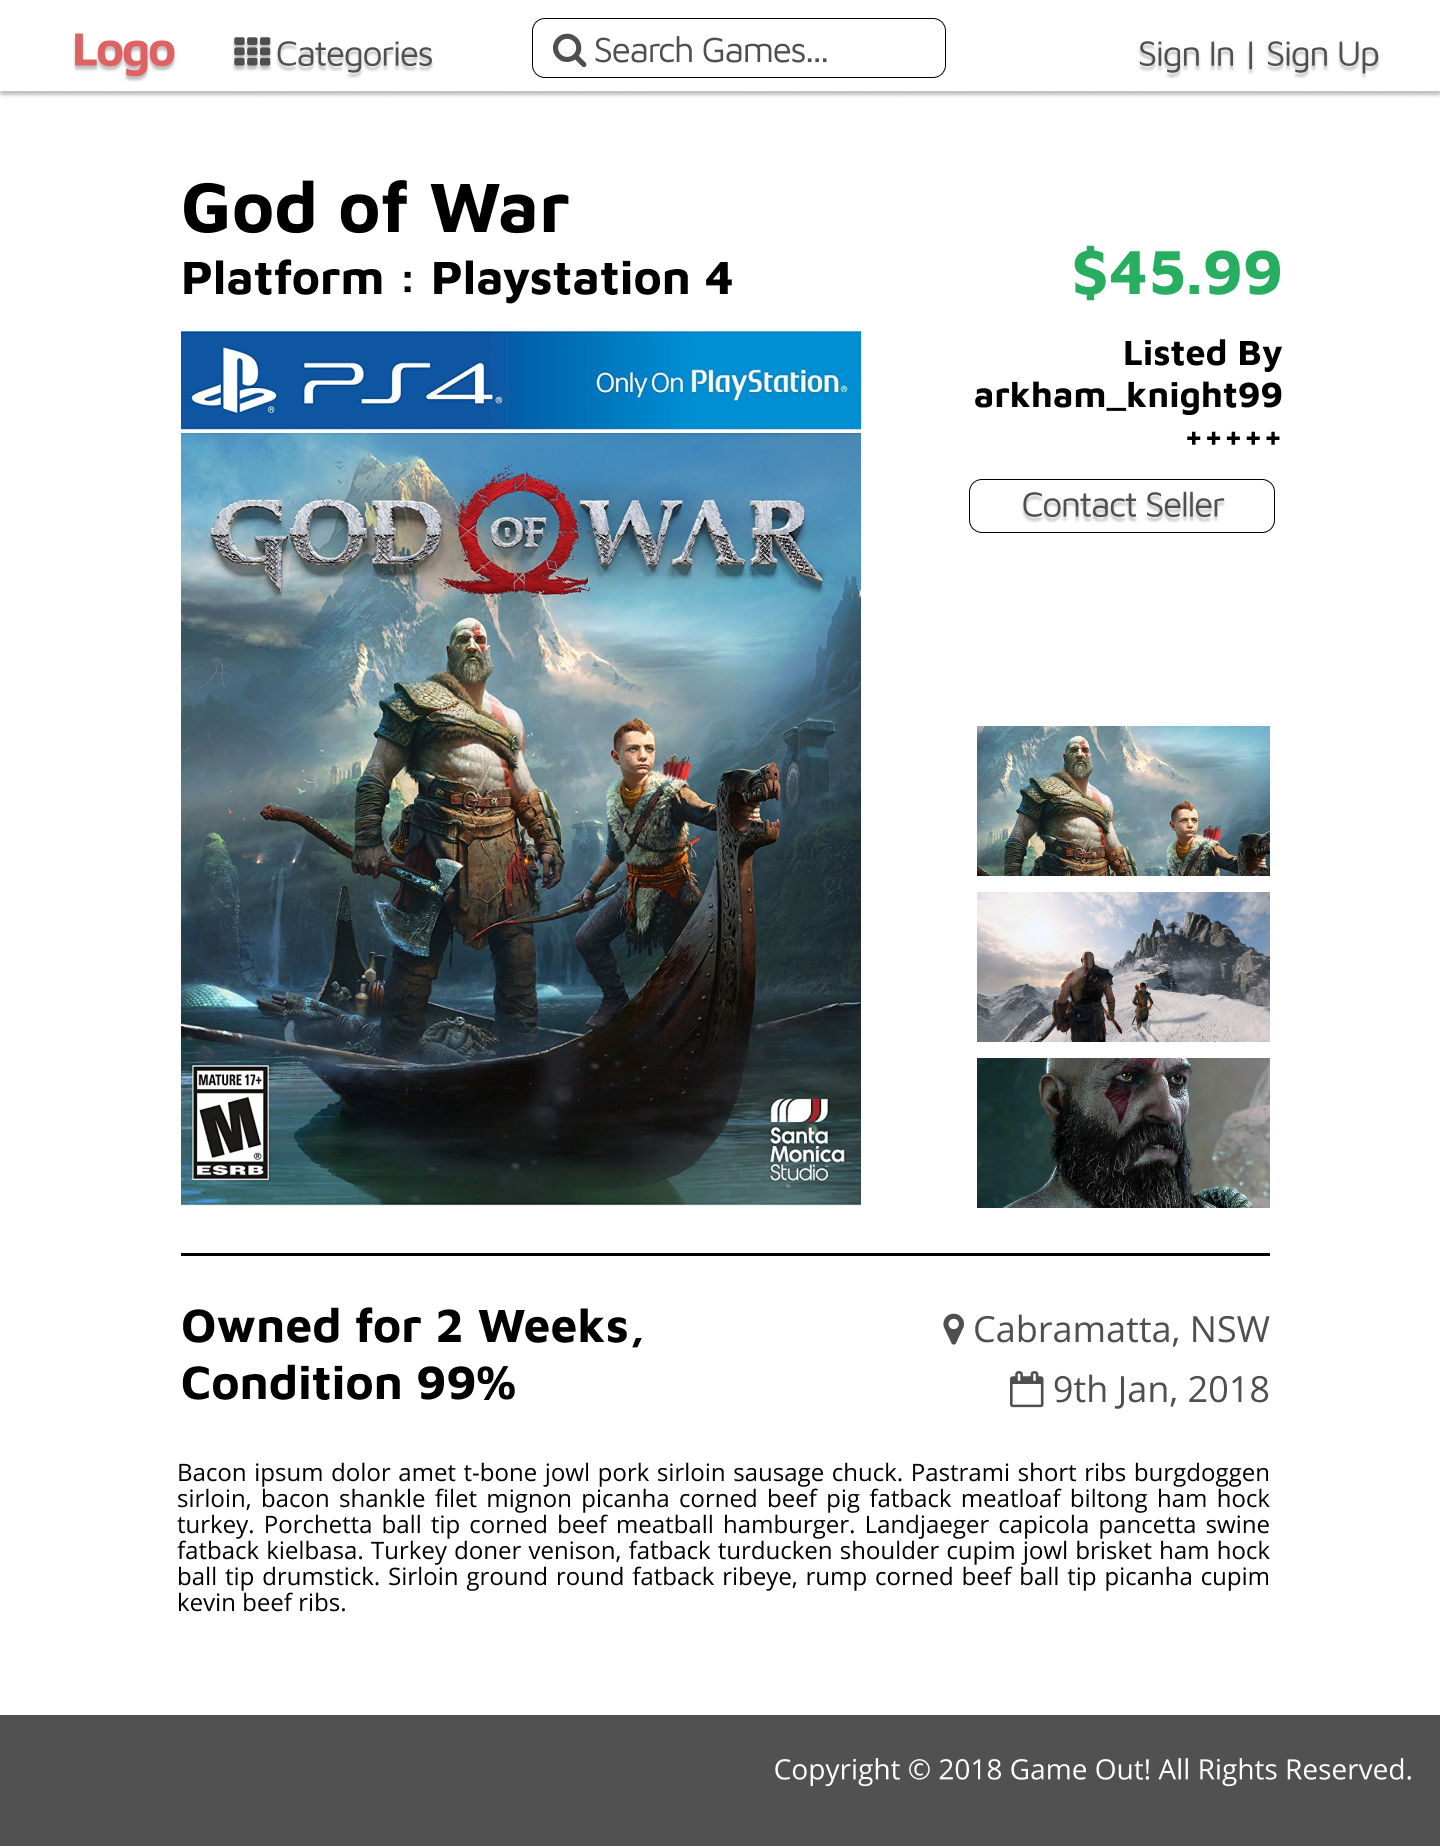 Logo
Categories
Search Games...
Sign In | Sign Up
God of War
Platform : Playstation 4
$45.99
Listed By
arkham_knight99
+++++
Contact Seller
PS4®
Only On PlayStation®
GOD OF WAR
MATURE 17+
M®
ESRB
Santa
Monica
Studio
Owned for 2 Weeks,
Condition 99%
Cabramatta, NSW
9th Jan, 2018
Bacon ipsum dolor amet t-bone jowl pork sirloin sausage chuck. Pastrami short ribs burgdoggen
sirloin, bacon shankle filet mignon picanha corned beef pig fatback meatloaf biltong ham hock
turkey. Porchetta ball tip corned beef meatball hamburger. Landjaeger capicola pancetta swine
fatback kielbasa. Turkey doner venison, fatback turducken shoulder cupim jowl brisket ham hock
ball tip drumstick. Sirloin ground round fatback ribeye, rump corned beef ball tip picanha cupim
kevin beef ribs.
Copyright © 2018 Game Out! All Rights Reserved.